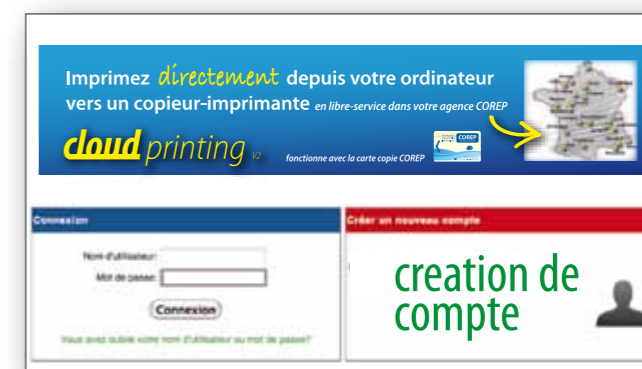 Imprimez directement depuis votre ordinateur
vers un copieur-imprimante en libre-service dans votre agence COREP
cloud printing V2
fonctionne avec la carte copie COREP
COREP
Connexion
Nom d'utilisateur:
Mot de passe:
Connexion
Vous avez oublié votre nom d'utilisateur ou mot de passe?
Créer un nouveau compte
creation de
compte